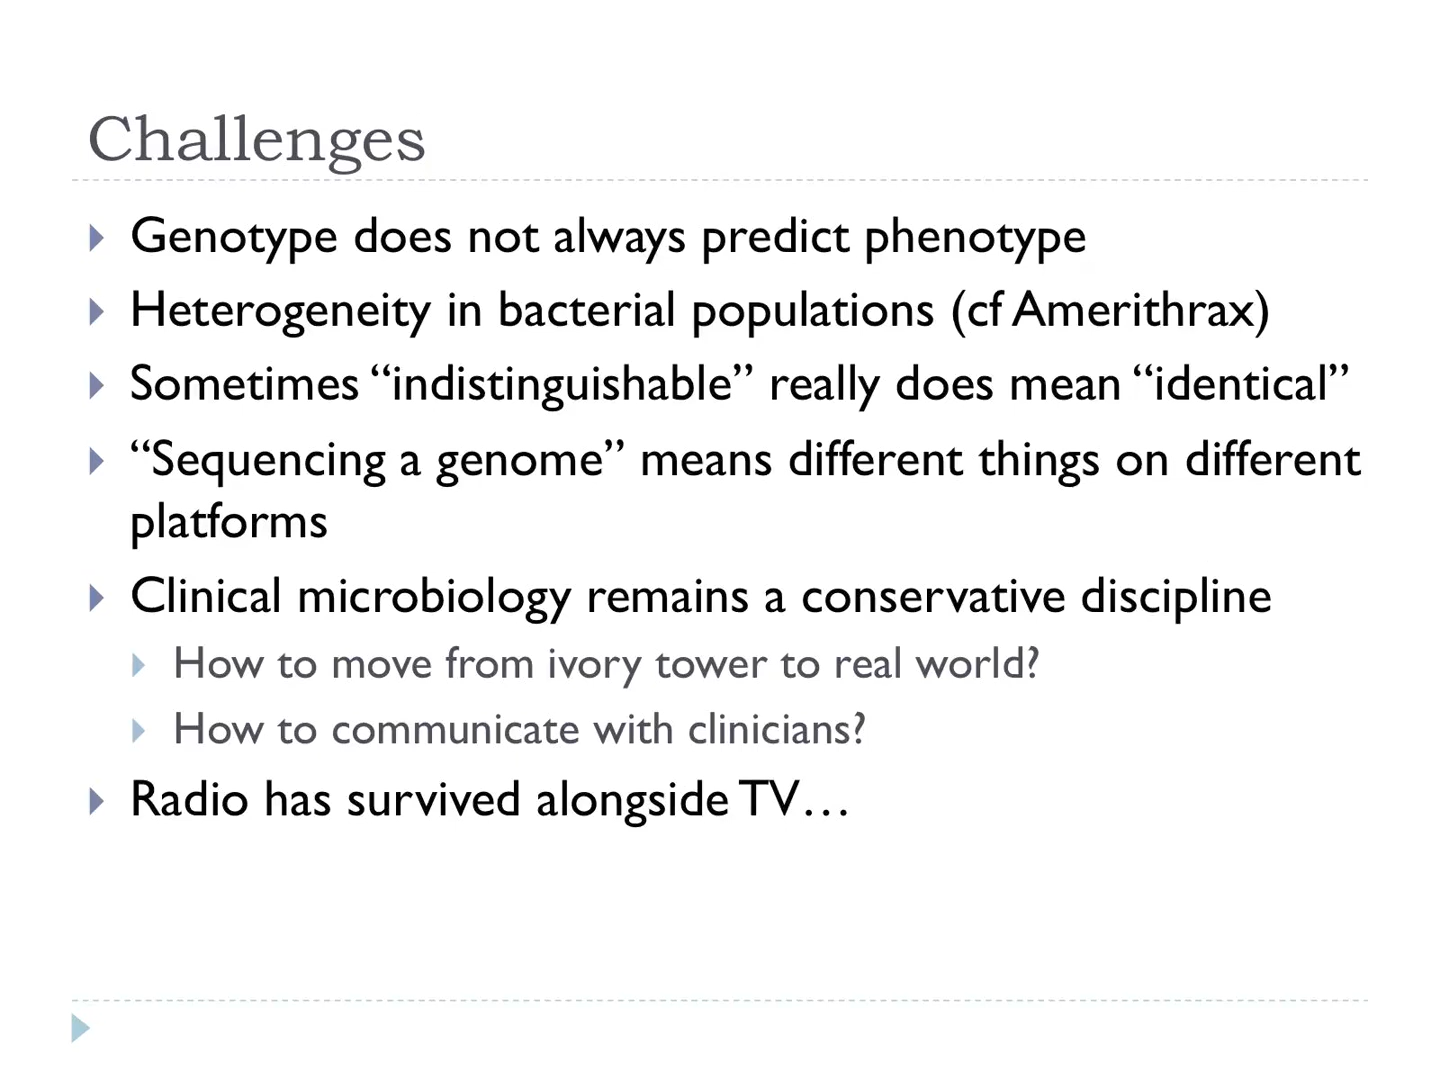 Challenges
Genotype does not always predict phenotype
Heterogeneity in bacterial populations (cf Amerithrax)
Sometimes “indistinguishable” really does mean “identical”
“Sequencing a genome” means different things on different
platforms
Clinical microbiology remains a conservative discipline
How to move from ivory tower to real world?
How to communicate with clinicians?
Radio has survived alongside TV…